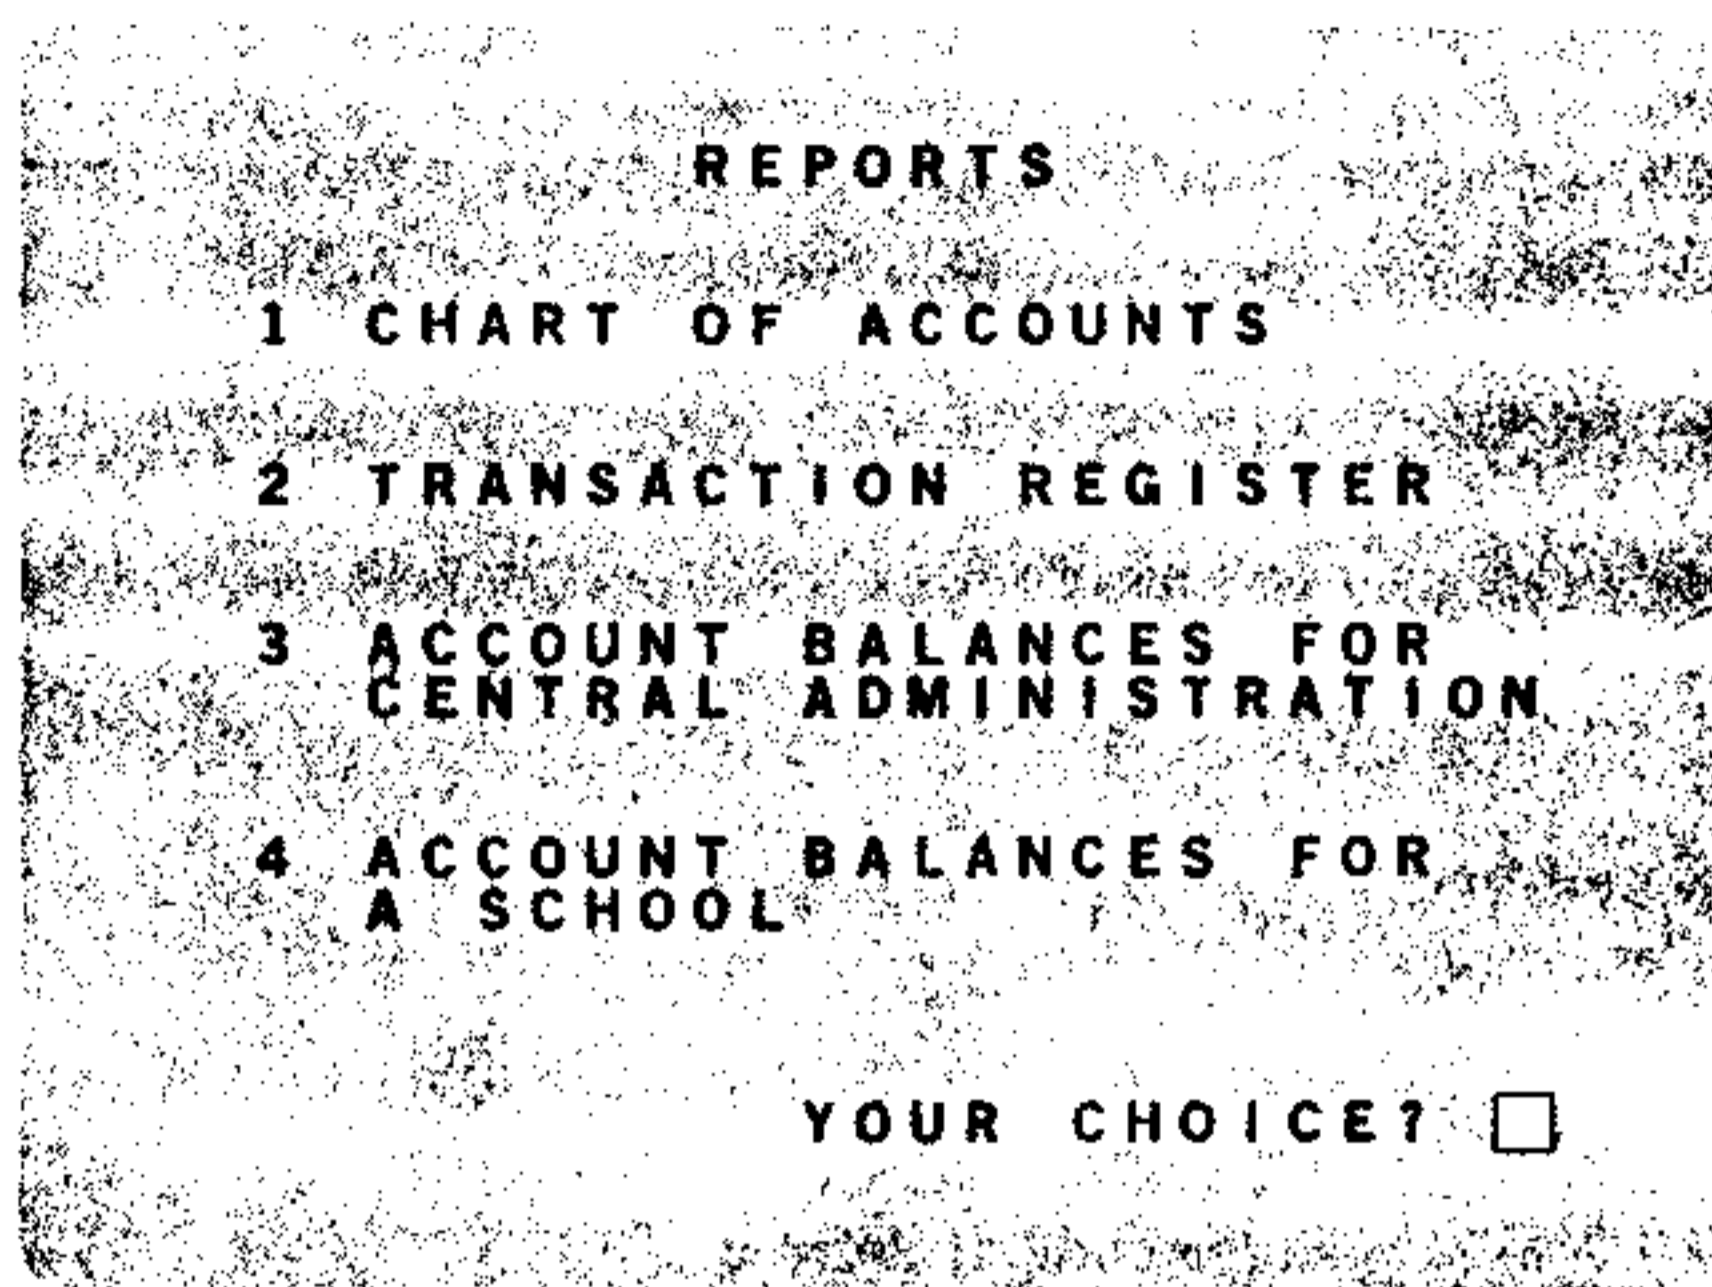 REPORTS
1 CHART OF ACCOUNTS
2 TRANSACTION REGISTER
3 ACCOUNT BALANCES FOR
CENTRAL ADMINISTRATION
4 ACCOUNT BALANCES FOR
A SCHOOL
YOUR CHOICE?